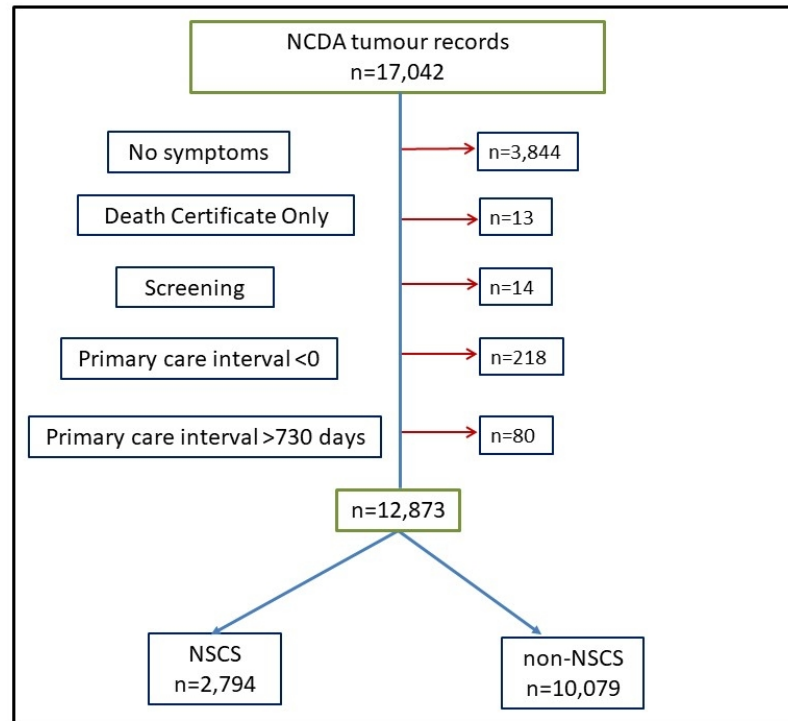 NCDA tumour records
n=17,042
No symptoms
n=3,844
Death Certificate Only
n=13
Screening
n=14
Primary care interval <0
n=218
Primary care interval >730 days
n=80
n=12,873
NSCS
n=2,794
non-NSCS
n=10,079